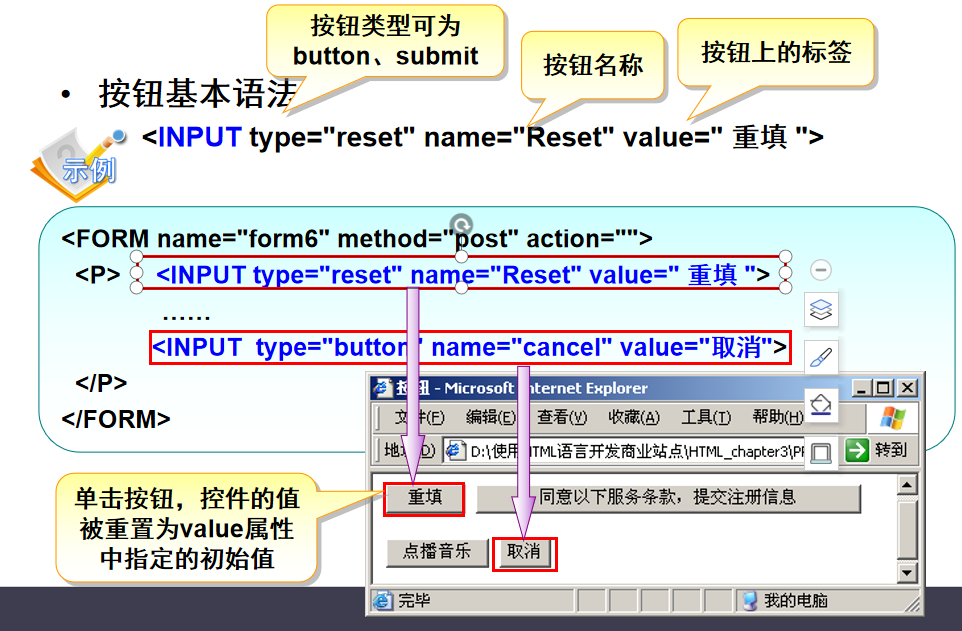 按钮类型可为
button、submit
按钮名称
按钮上的标签
• 按钮基本语法
<INPUT type="reset" name="Reset" value=" 重填 ">
示例
<FORM name="form6" method="post" action="">
<P> <INPUT type="reset" name="Reset" value=" 重填 ">
……
<INPUT type="button" name="cancel" value="取消">
</P>
</FORM>
按钮 - Microsoft Internet Explorer
文件(F) 编辑(E) 查看(V) 收藏(A) 工具(T) 帮助(H)
地址(D) D:\使用HTML语言开发商业站点\HTML_chapter3\PP 转到
重填 同意以下服务条款，提交注册信息
点播音乐 取消
完毕 我的电脑
单击按钮，控件的值
被重置为value属性
中指定的初始值